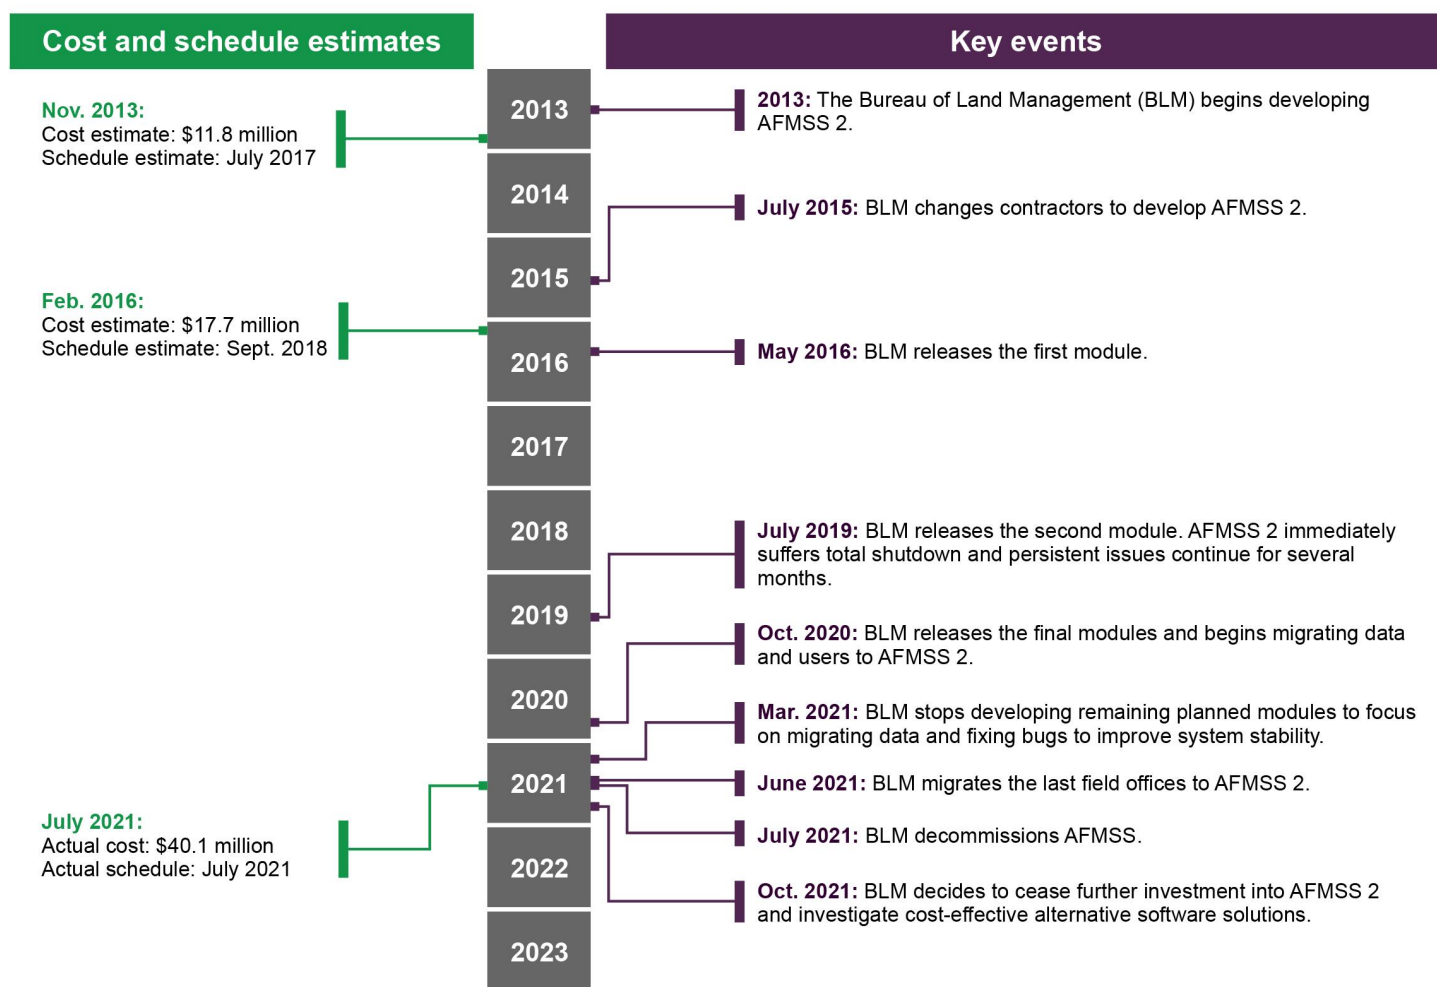 Cost and schedule estimates
Key events
Nov. 2013:
Cost estimate: $11.8 million
Schedule estimate: July 2017
Feb. 2016:
Cost estimate: $17.7 million
Schedule estimate: Sept. 2018
July 2021:
Actual cost: $40.1 million
Actual schedule: July 2021
2013
2014
2015
2016
2017
2018
2019
2020
2021
2022
2023
2013: The Bureau of Land Management (BLM) begins developing
AFMSS 2.
July 2015: BLM changes contractors to develop AFMSS 2.
May 2016: BLM releases the first module.
July 2019: BLM releases the second module. AFMSS 2 immediately
suffers total shutdown and persistent issues continue for several
months.
Oct. 2020: BLM releases the final modules and begins migrating data
and users to AFMSS 2.
Mar. 2021: BLM stops developing remaining planned modules to focus
on migrating data and fixing bugs to improve system stability.
June 2021: BLM migrates the last field offices to AFMSS 2.
July 2021: BLM decommissions AFMSS.
Oct. 2021: BLM decides to cease further investment into AFMSS 2
and investigate cost-effective alternative software solutions.